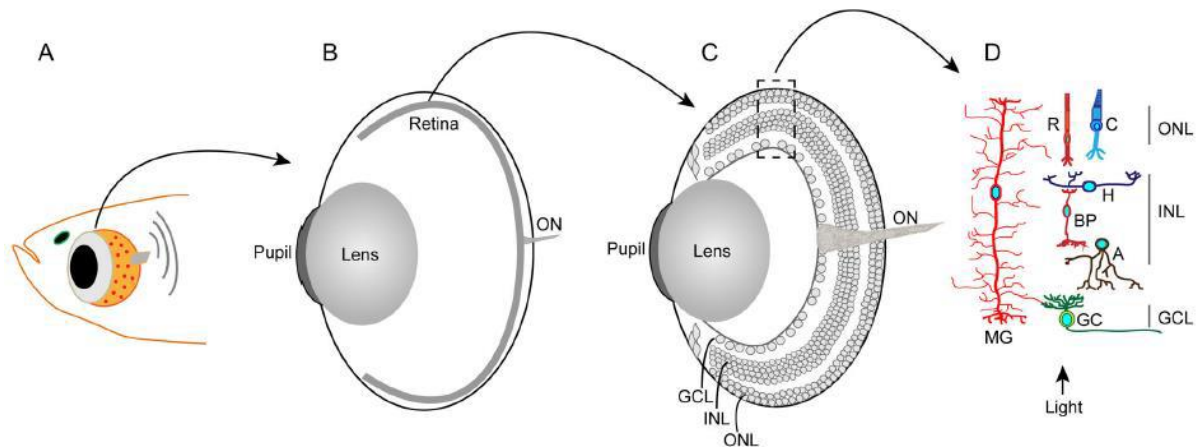 A
B
C
D
Retina
ON
Pupil
Lens
ON
Pupil
Lens
GCL
INL
ONL
R
C
ONL
H
BP
INL
A
GC
GCL
MG
Light